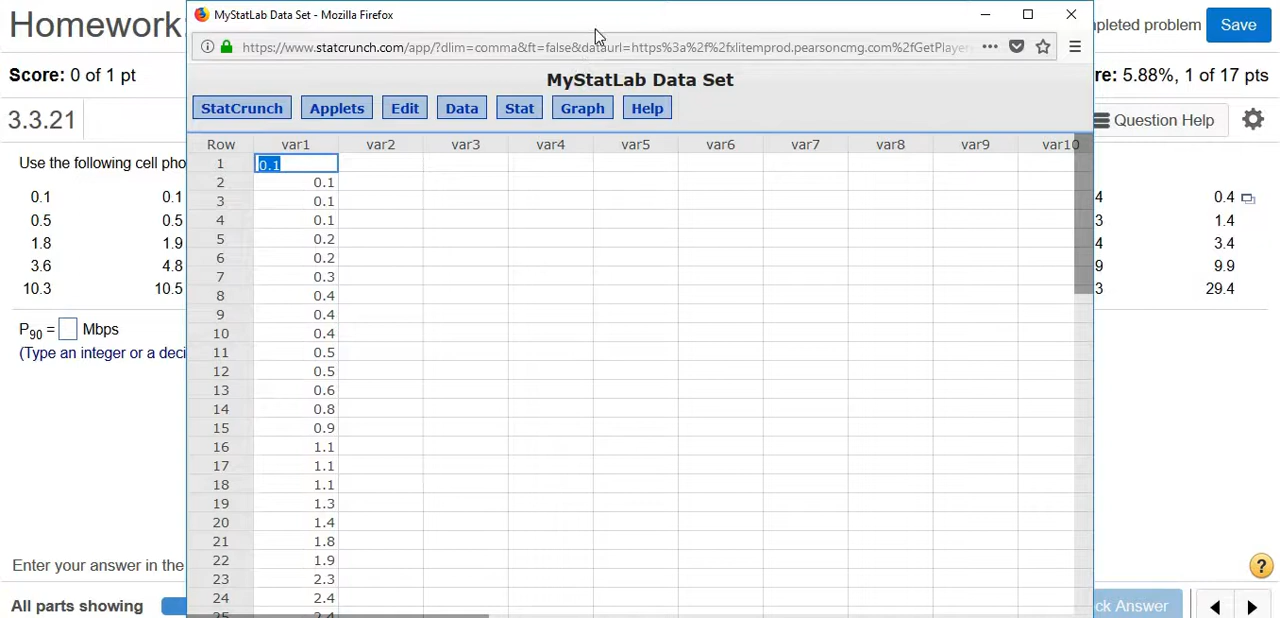 Homework
MyStatLab Data Set - Mozilla Firefox
pleted problem
Save
https://www.statcrunch.com/app/?dlim=comma&ft=false&dataurl=https%3a%2f%2fxlitemprod.pearsoncmg.com%2fGetPlayer
Score: 0 of 1 pt
re: 5.88%, 1 of 17 pts
MyStatLab Data Set
StatCrunch Applets Edit Data Stat Graph Help
3.3.21
Question Help
Row var1 var2 var3 var4 var5 var6 var7 var8 var9 var10
Use the following cell pho
1 0.1
2 0.1
3 0.1
4 0.1
5 0.2
6 0.2
7 0.3
8 0.4
9 0.4
10 0.4
11 0.5
12 0.5
13 0.6
14 0.8
15 0.9
16 1.1
17 1.1
18 1.1
19 1.3
20 1.4
21 1.8
22 1.9
23 2.3
24 2.4
25 2.4
0.1 0.1 4 0.4
0.5 0.5 3 1.4
1.8 1.9 4 3.4
3.6 4.8 9 9.9
10.3 10.5 3 29.4
P90 = Mbps
(Type an integer or a deci
Enter your answer in the
?
All parts showing
ck Answer